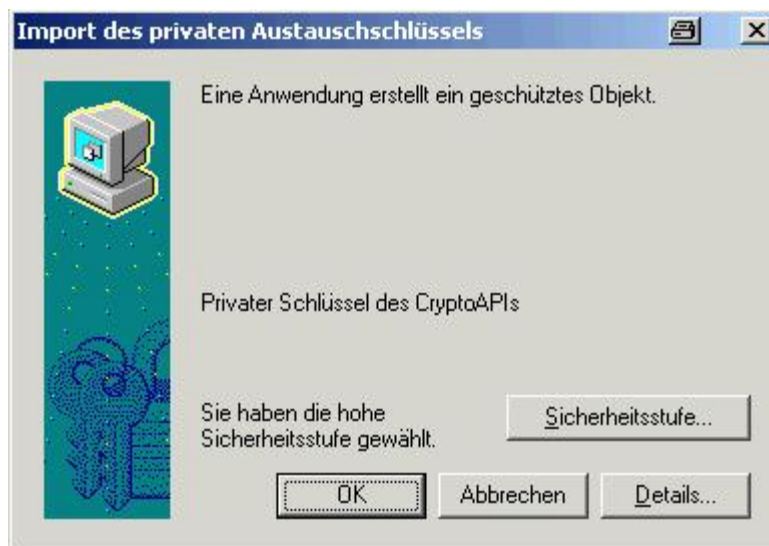 Import des privaten Austauschschlüssels
Eine Anwendung erstellt ein geschütztes Objekt.
Privater Schlüssel des CryptoAPIs
Sie haben die hohe
Sicherheitsstufe gewählt.
Sicherheitsstufe...
OK
Abbrechen
Details...